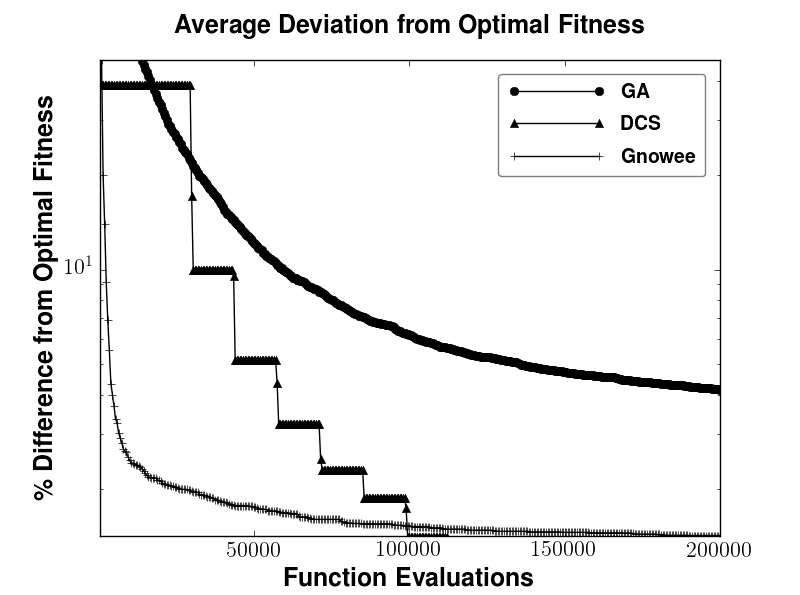 Average Deviation from Optimal Fitness
GA
DCS
Gnowee
% Difference from Optimal Fitness
10^1
50000 100000 150000 200000
Function Evaluations